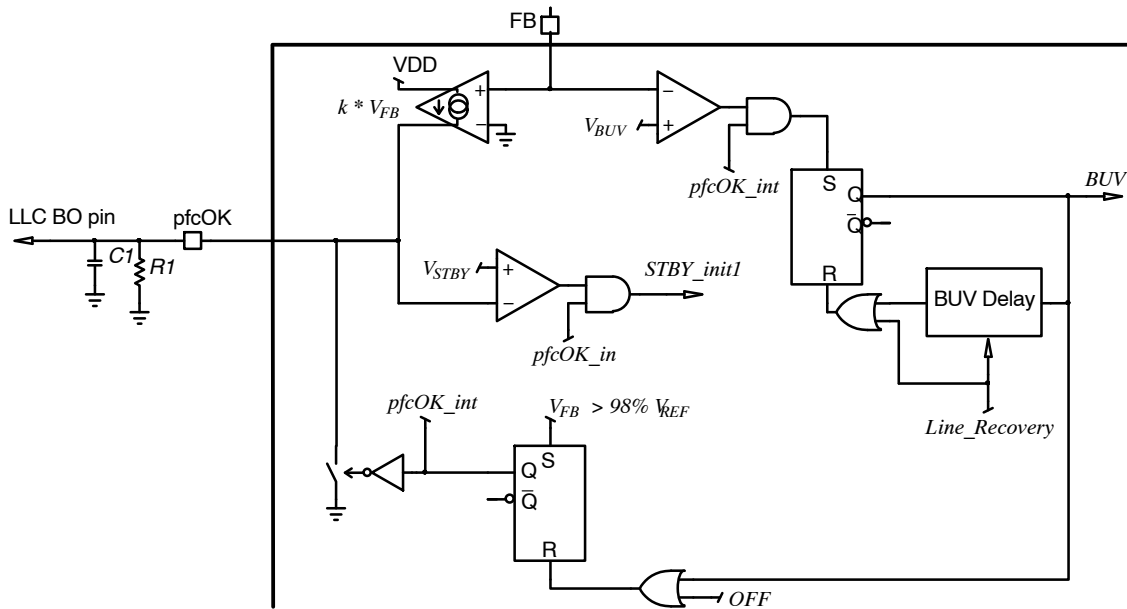 FB
VDD
+
−
k * V_FB
−
+
V_BUV
pfcOK_int
S
Q
Q̅
R
BUV
LLC BO pin
pfcOK
C1
R1
V_STBY
+
−
STBY_init1
pfcOK_in
BUV Delay
Line_Recovery
pfcOK_int
V_FB > 98% V_REF
S
Q
Q̅
R
OFF